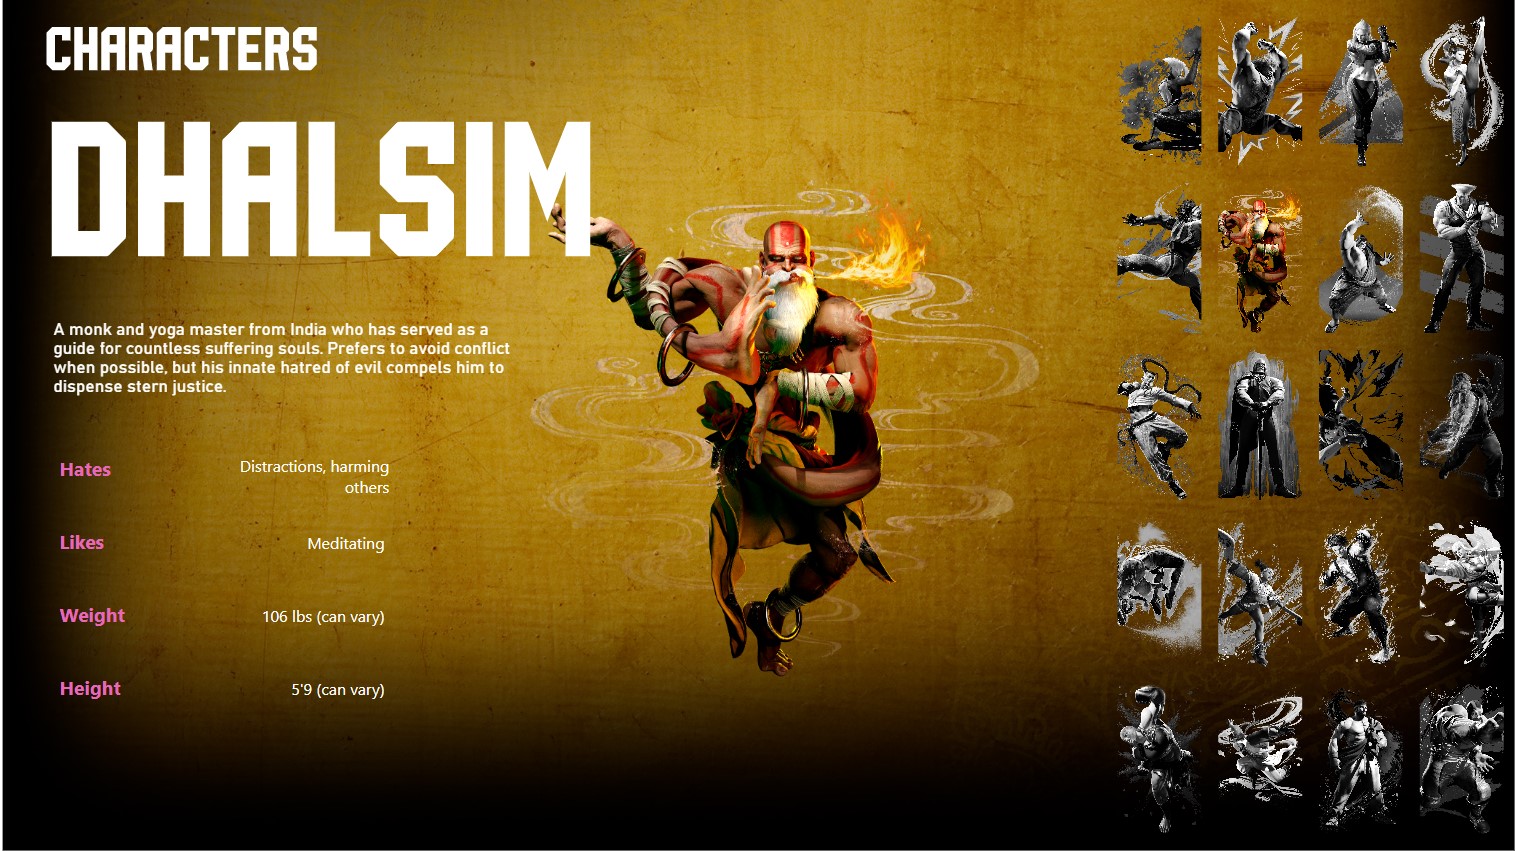 CHARACTERS
DHALSIM
A monk and yoga master from India who has served as a
guide for countless suffering souls. Prefers to avoid conflict
when possible, but his innate hatred of evil compels him to
dispense stern justice.
Hates
Distractions, harming
others
Likes
Meditating
Weight
106 lbs (can vary)
Height
5'9 (can vary)